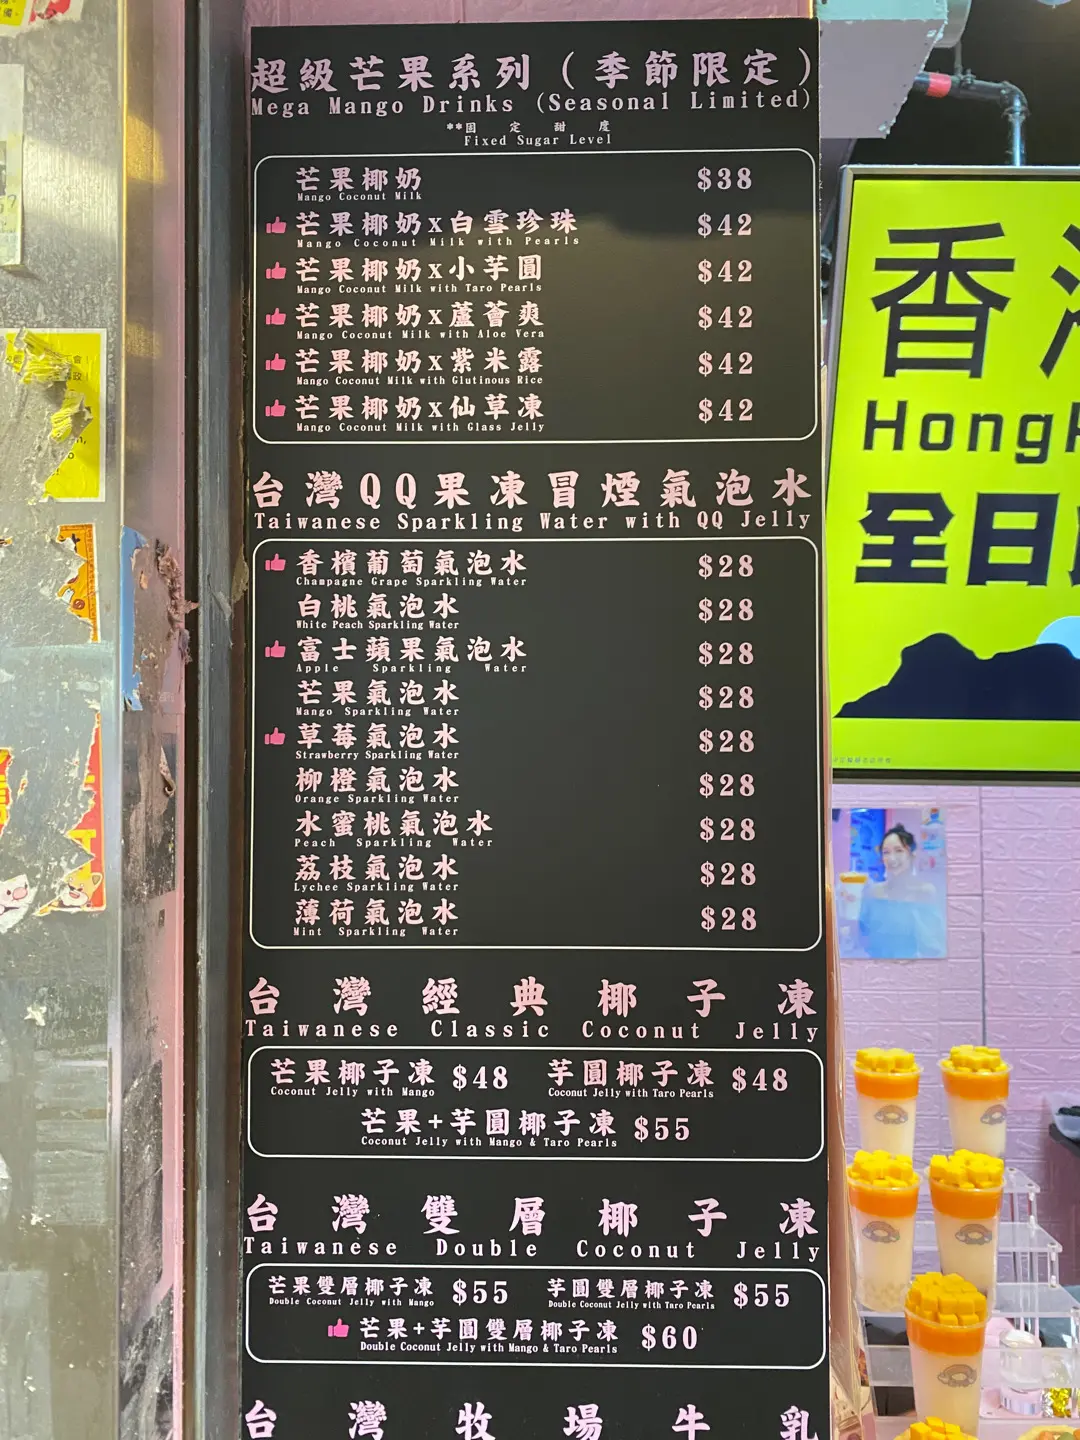 超級芒果系列（季節限定）
Mega Mango Drinks (Seasonal Limited)
**固定甜度
Fixed Sugar Level
芒果椰奶 $38
Mango Coconut Milk
芒果椰奶x白雪珍珠 $42
Mango Coconut Milk with Pearls
芒果椰奶x小芋圓 $42
Mango Coconut Milk with Taro Pearls
芒果椰奶x蘆薈爽 $42
Mango Coconut Milk with Aloe Vera
芒果椰奶x紫米露 $42
Mango Coconut Milk with Glutinous Rice
芒果椰奶x仙草凍 $42
Mango Coconut Milk with Glass Jelly
台灣QQ果凍冒煙氣泡水
Taiwanese Sparkling Water with QQ Jelly
香檳葡萄氣泡水 $28
Champagne Grape Sparkling Water
白桃氣泡水 $28
White Peach Sparkling Water
富士蘋果氣泡水 $28
Apple Sparkling Water
芒果氣泡水 $28
Mango Sparkling Water
草莓氣泡水 $28
Strawberry Sparkling Water
柳橙氣泡水 $28
Orange Sparkling Water
水蜜桃氣泡水 $28
Peach Sparkling Water
荔枝氣泡水 $28
Lychee Sparkling Water
薄荷氣泡水 $28
Mint Sparkling Water
台灣經典椰子凍
Taiwanese Classic Coconut Jelly
芒果椰子凍 $48 芋圓椰子凍 $48
Coconut Jelly with Mango Coconut Jelly with Taro Pearls
芒果+芋圓椰子凍 $55
Coconut Jelly with Mango & Taro Pearls
台灣雙層椰子凍
Taiwanese Double Coconut Jelly
芒果雙層椰子凍 $55 芋圓雙層椰子凍 $55
Double Coconut Jelly with Mango Double Coconut Jelly with Taro Pearls
芒果+芋圓雙層椰子凍 $60
Double Coconut Jelly with Mango & Taro Pearls
台灣牧場牛乳
香
Hong
全日